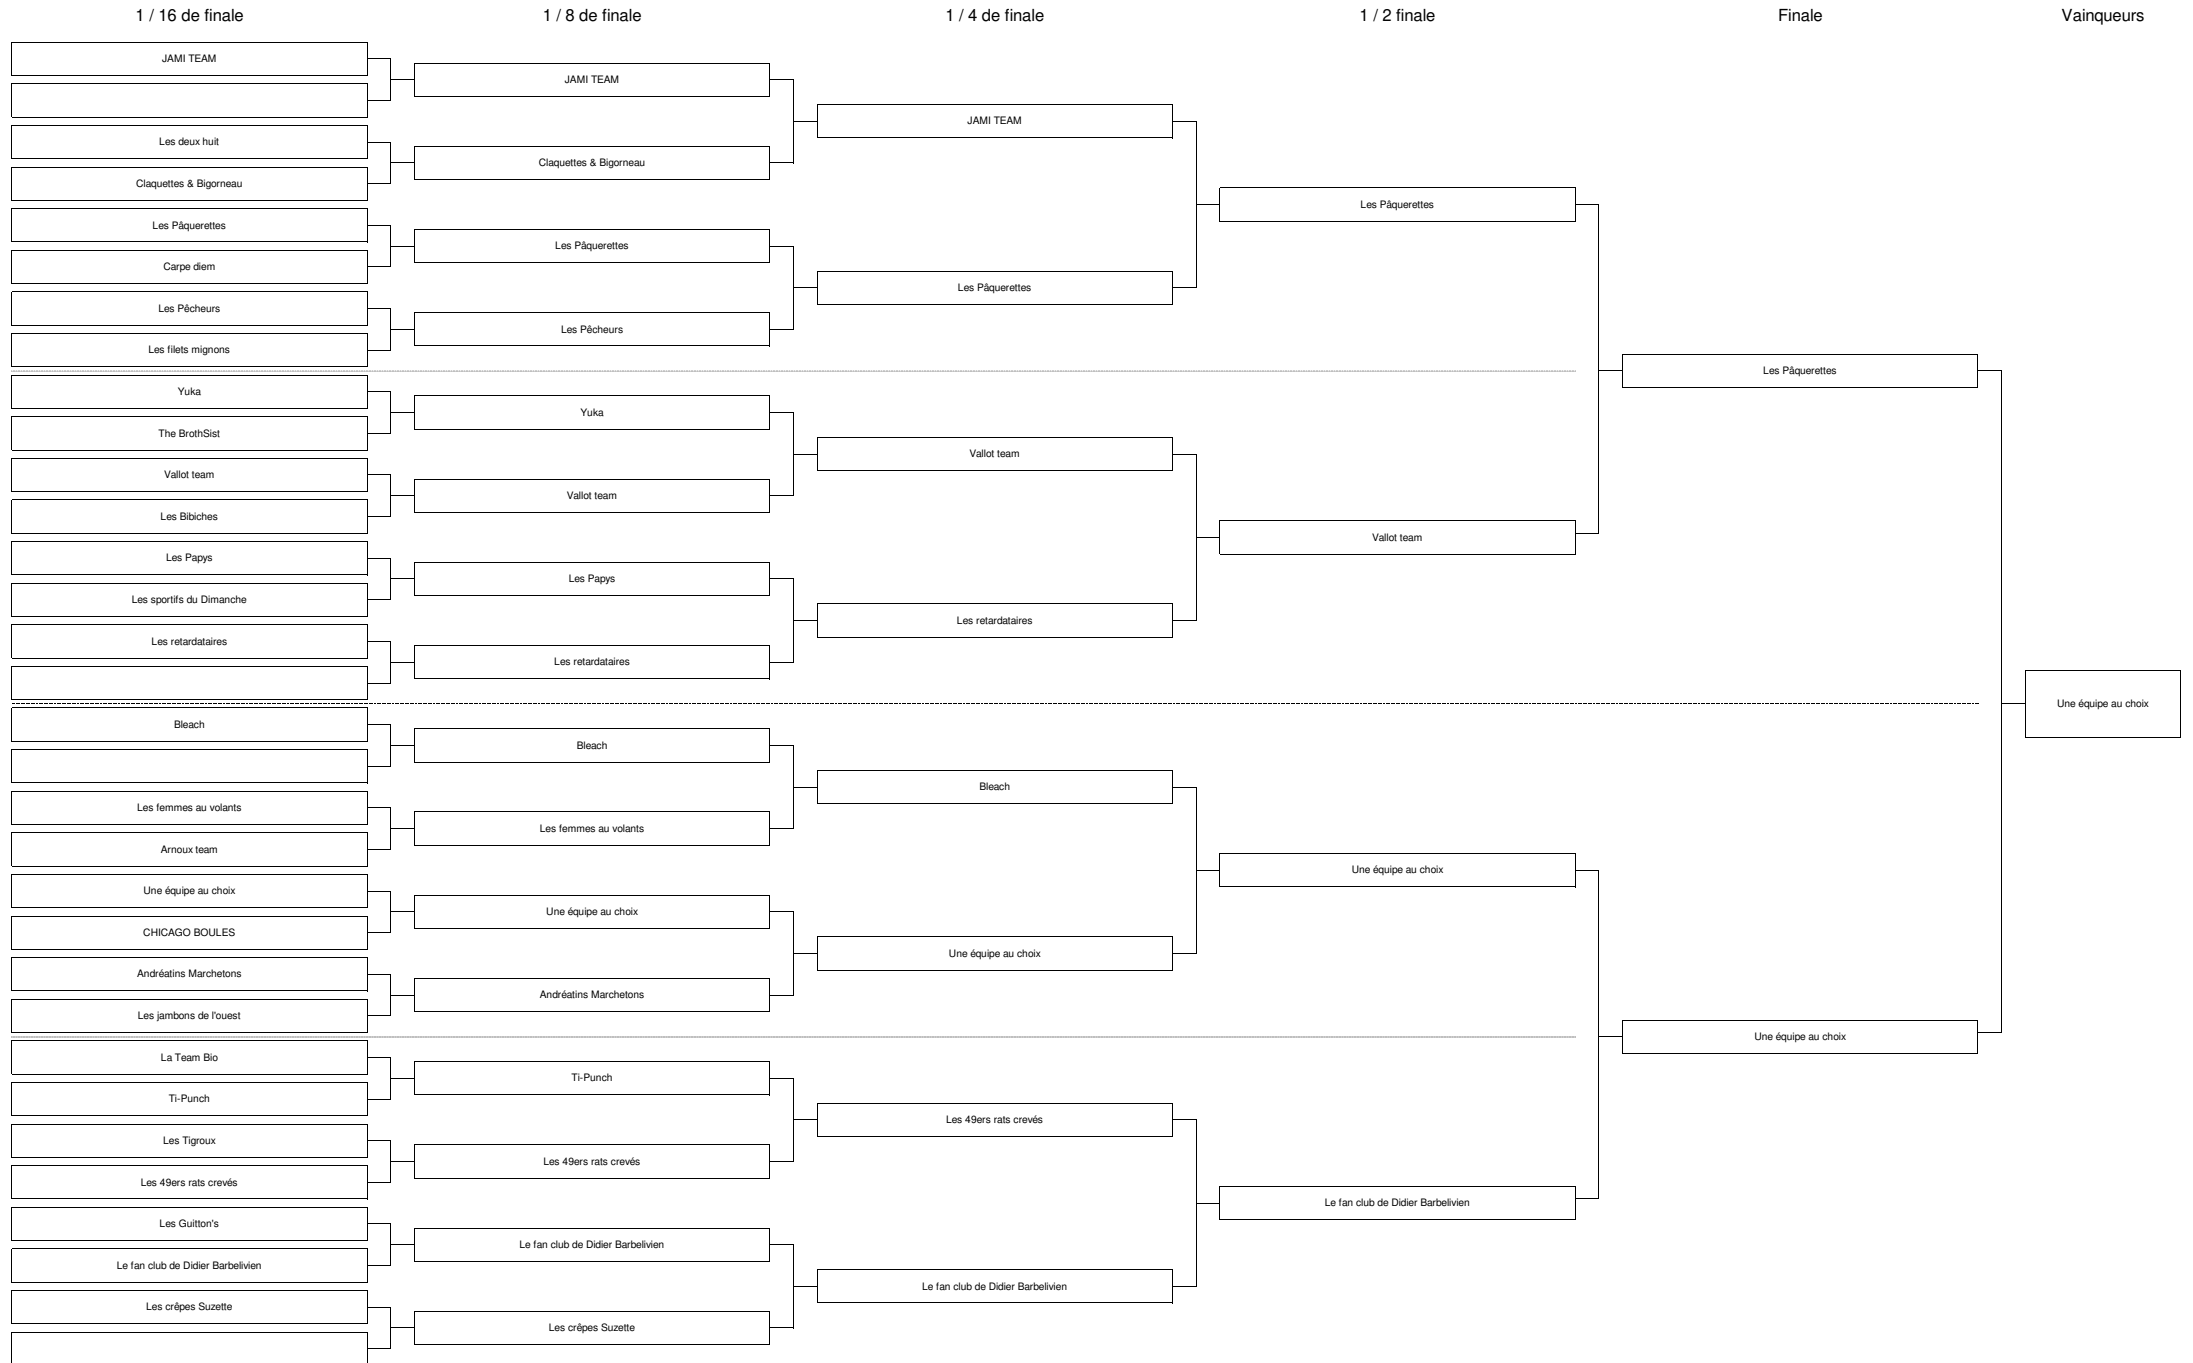 1 / 16 de finale
1 / 8 de finale
1 / 4 de finale
1 / 2 finale
Finale
Vainqueurs
JAMI TEAM
Les deux huit
Claquettes & Bigorneau
Les Pâquerettes
Carpe diem
Les Pêcheurs
Les filets mignons
Yuka
The BrothSist
Vallot team
Les Bibiches
Les Papys
Les sportifs du Dimanche
Les retardataires
Bleach
Les femmes au volants
Arnoux team
Une équipe au choix
CHICAGO BOULES
Andréatins Marchetons
Les jambons de l'ouest
La Team Bio
Ti-Punch
Les Tigroux
Les 49ers rats crevés
Les Guitton's
Le fan club de Didier Barbelivien
Les crêpes Suzette
JAMI TEAM
Claquettes & Bigorneau
Les Pâquerettes
Les Pêcheurs
Yuka
Vallot team
Les Papys
Les retardataires
Bleach
Les femmes au volants
Une équipe au choix
Andréatins Marchetons
Ti-Punch
Les 49ers rats crevés
Le fan club de Didier Barbelivien
Les crêpes Suzette
JAMI TEAM
Les Pâquerettes
Vallot team
Les retardataires
Bleach
Une équipe au choix
Les 49ers rats crevés
Le fan club de Didier Barbelivien
Les Pâquerettes
Vallot team
Une équipe au choix
Le fan club de Didier Barbelivien
Les Pâquerettes
Une équipe au choix
Une équipe au choix